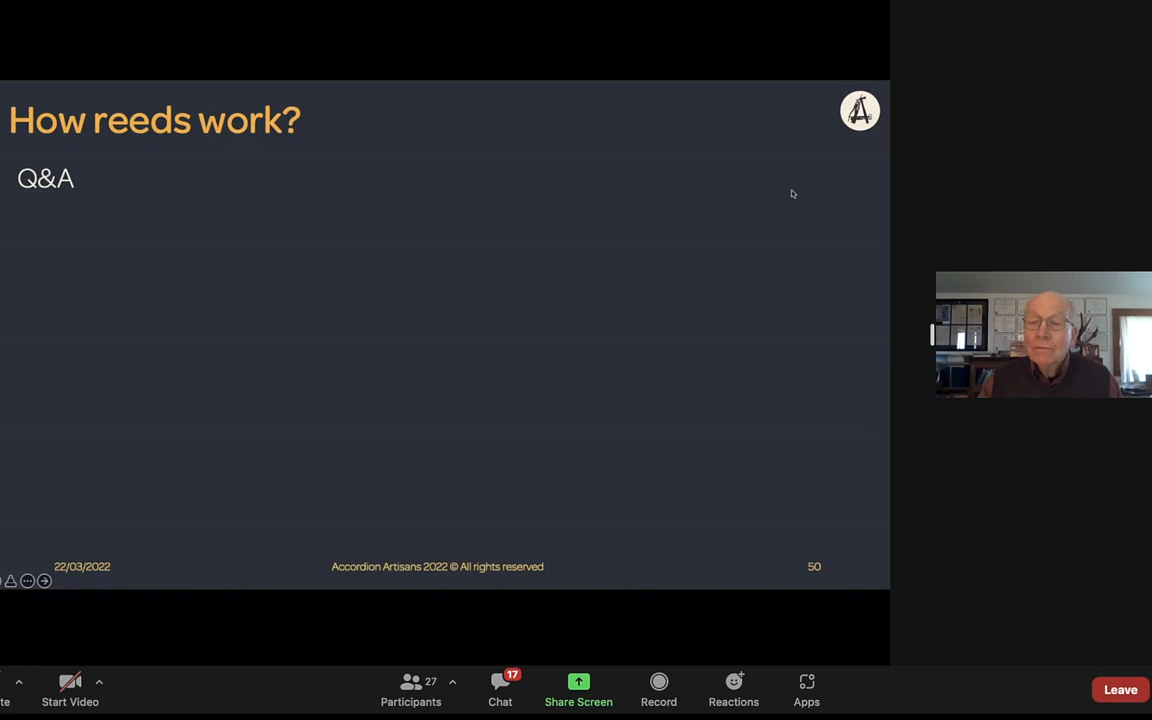 How reeds work?
Q&A
22/03/2022
Accordion Artisans 2022 © All rights reserved
50
te
Start Video
Participants
27
Chat
17
Share Screen
Record
Reactions
Apps
Leave